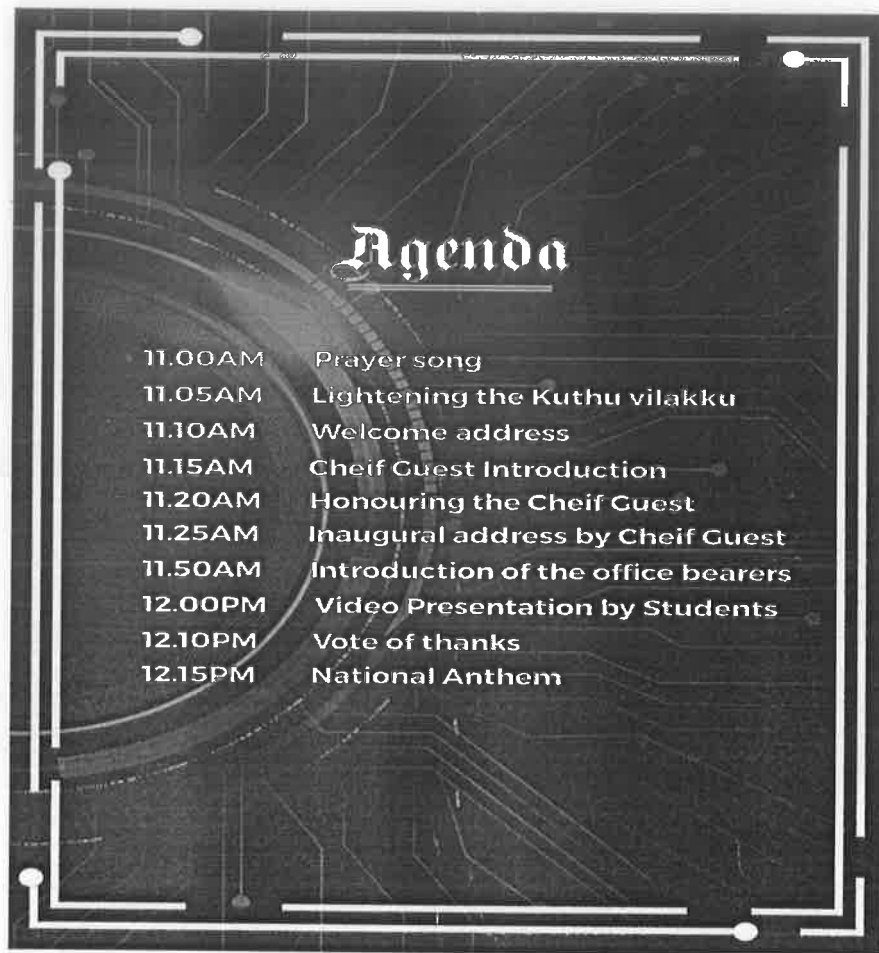 Agenda
11.00AM Prayer song
11.05AM Lightening the Kuthu vilakku
11.10AM Welcome address
11.15AM Cheif Guest Introduction
11.20AM Honouring the Cheif Guest
11.25AM Inaugural address by Cheif Guest
11.50AM Introduction of the office bearers
12.00PM Video Presentation by Students
12.10PM Vote of thanks
12.15PM National Anthem